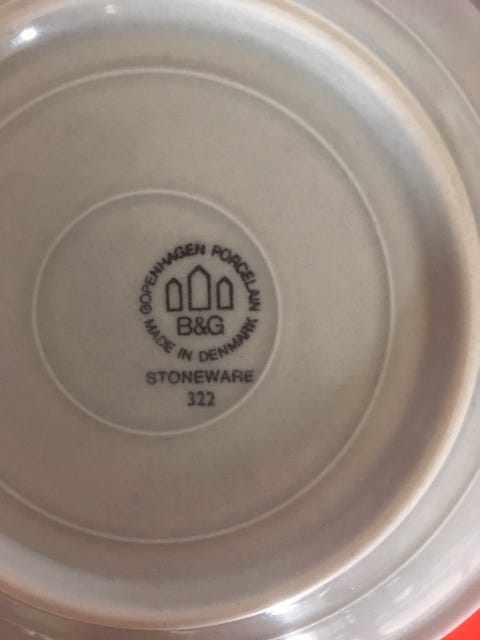 COPENHAGEN PORCELAIN
B&G
MADE IN DENMARK
STONEWARE
322